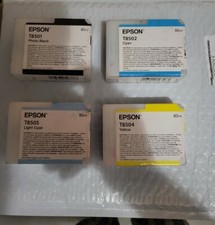 EPSON
T8501
Photo Black
80ml
EPSON
T8502
Cyan
80ml
EPSON
T8505
Light Cyan
80ml
EPSON
T8504
Yellow
80ml